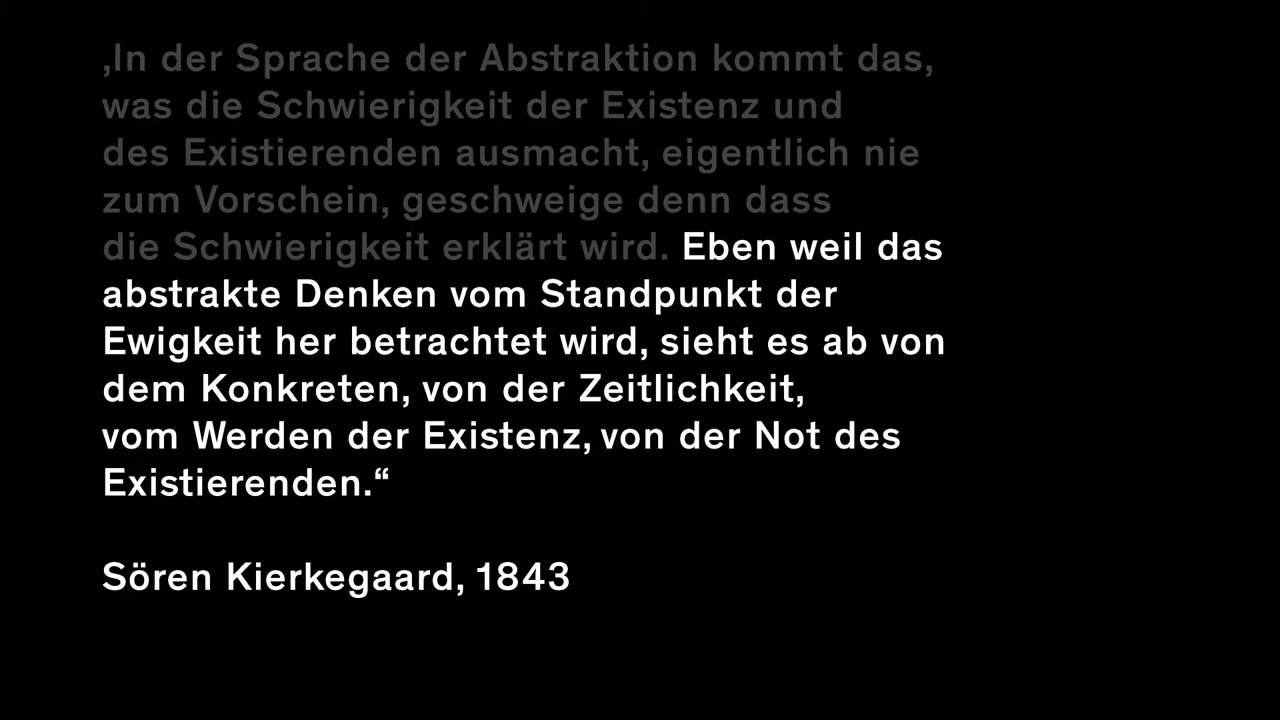 ‚In der Sprache der Abstraktion kommt das,
was die Schwierigkeit der Existenz und
des Existierenden ausmacht, eigentlich nie
zum Vorschein, geschweige denn dass
die Schwierigkeit erklärt wird. Eben weil das
abstrakte Denken vom Standpunkt der
Ewigkeit her betrachtet wird, sieht es ab von
dem Konkreten, von der Zeitlichkeit,
vom Werden der Existenz, von der Not des
Existierenden.“
Sören Kierkegaard, 1843